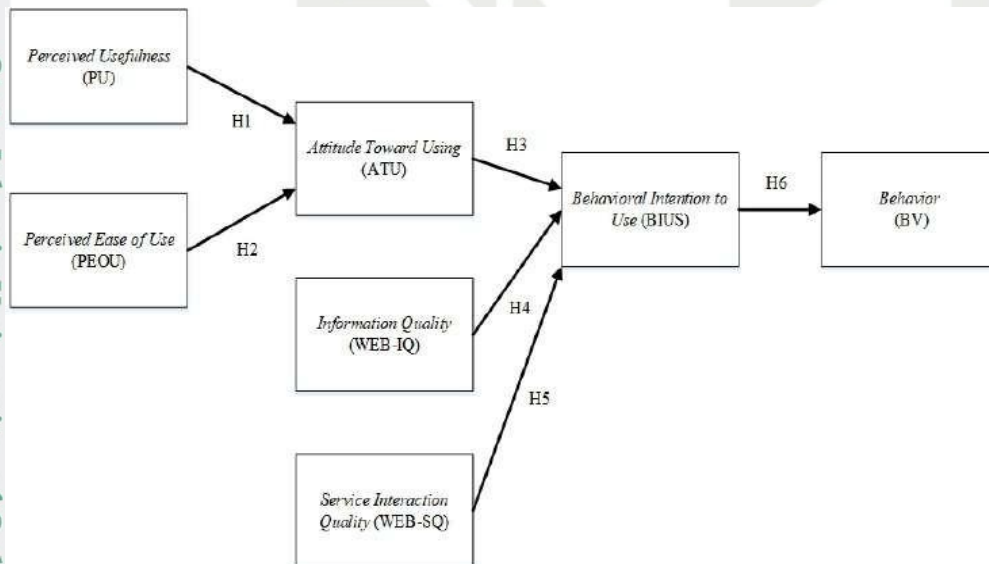 Perceived Usefulness
(PU)
H1
Attitude Toward Using
(ATU)
H3
Behavioral Intention to
Use (BIUS)
H6
Behavior
(BV)
Perceived Ease of Use
(PEOU)
H2
Information Quality
(WEB-IQ)
H4
H5
Service Interaction
Quality (WEB-SQ)